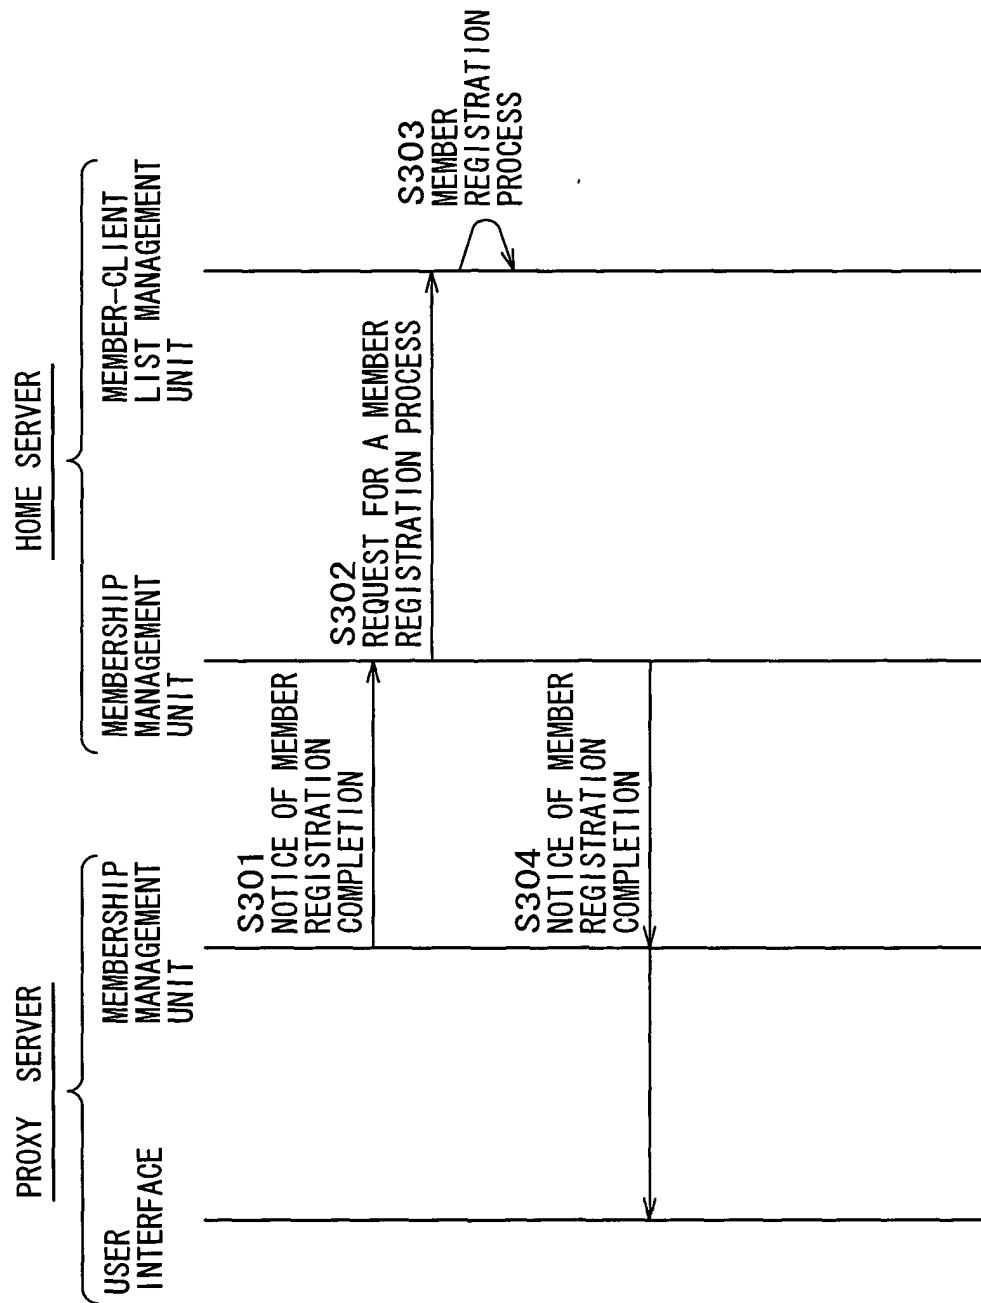 PROXY SERVER
HOME SERVER
USER
INTERFACE
MEMBERSHIP
MANAGEMENT
UNIT
MEMBERSHIP
MANAGEMENT
UNIT
MEMBER-CLIENT
LIST MANAGEMENT
UNIT
S301
NOTICE OF MEMBER
REGISTRATION
COMPLETION
S302
REQUEST FOR A MEMBER
REGISTRATION PROCESS
S303
MEMBER
REGISTRATION
PROCESS
S304
NOTICE OF MEMBER
REGISTRATION
COMPLETION